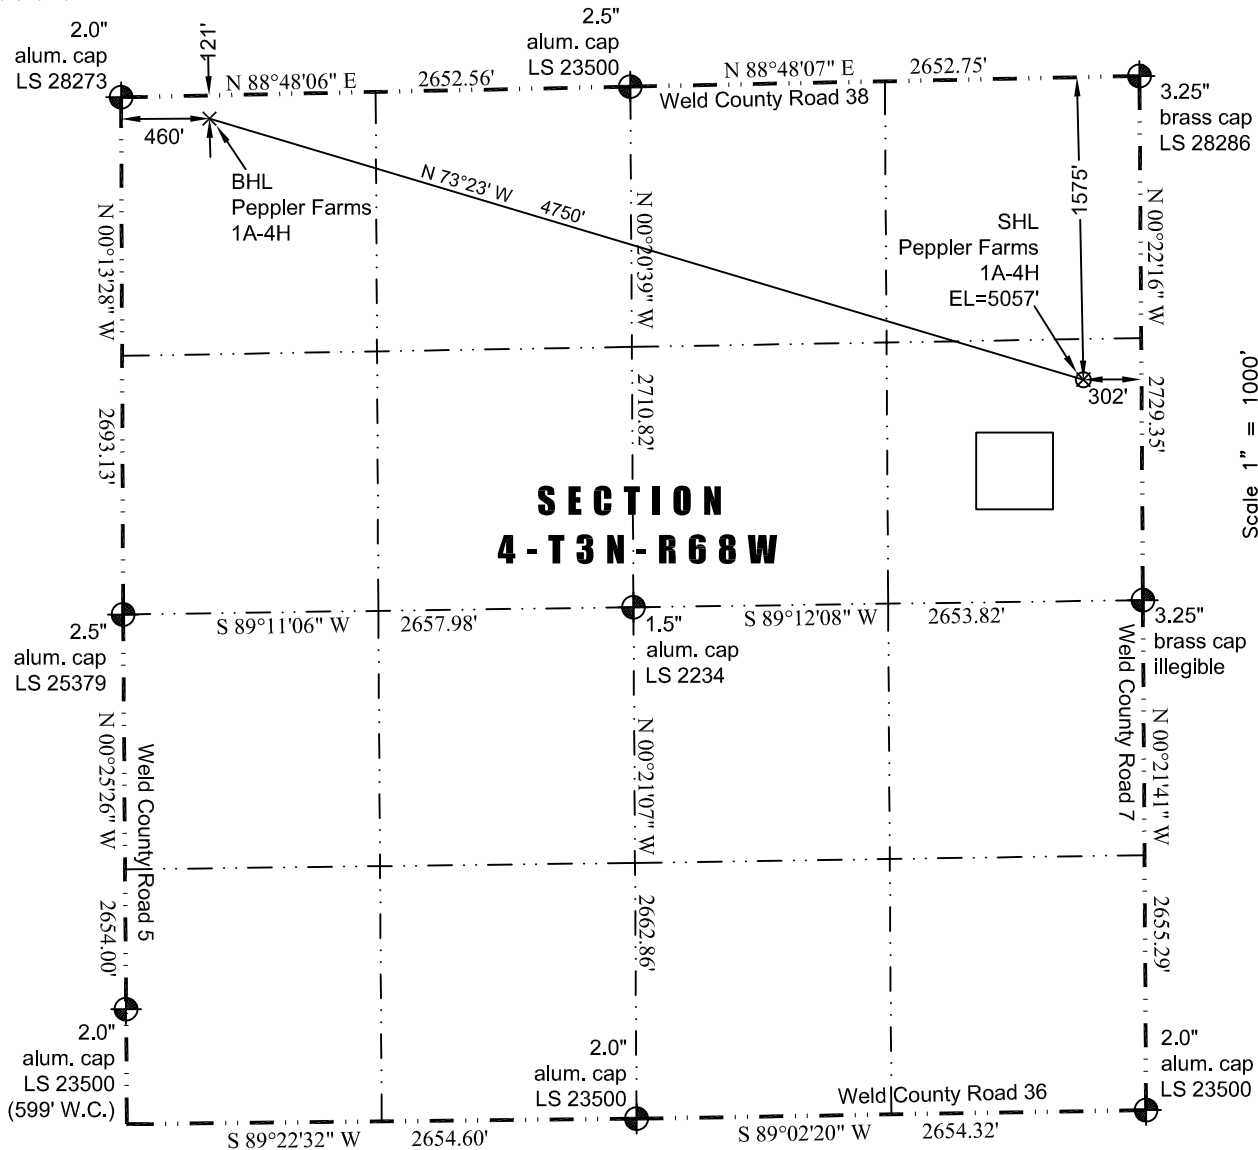 2.0"
alum. cap
LS 28273
121'
2.5"
alum. cap
LS 23500
N 88°48'06" E
2652.56'
N 88°48'07" E
2652.75'
Weld County Road 38
3.25"
brass cap
LS 28286
460'
BHL
Peppler Farms
1A-4H
N 73°23' W
4750'
1575'
SHL
Peppler Farms
1A-4H
EL=5057'
302'
N 00°13'28" W
2693.13'
N 00°20'39" W
2710.82'
N 00°22'16" W
2729.35'
Scale 1" = 1000'
SECTION
4-T3N-R68W
S 89°11'06" W
2657.98'
S 89°12'08" W
2653.82'
2.5"
alum. cap
LS 25379
1.5"
alum. cap
LS 2234
3.25"
brass cap
illegible
N 00°25'26" W
2654.00'
Weld County Road 5
N 00°21'07" W
2662.86'
Weld County Road 7
N 00°21'41" W
2655.29'
2.0"
alum. cap
LS 23500
(599' W.C.)
2.0"
alum. cap
LS 23500
2.0"
alum. cap
LS 23500
Weld County Road 36
S 89°22'32" W
2654.60'
S 89°02'20" W
2654.32'